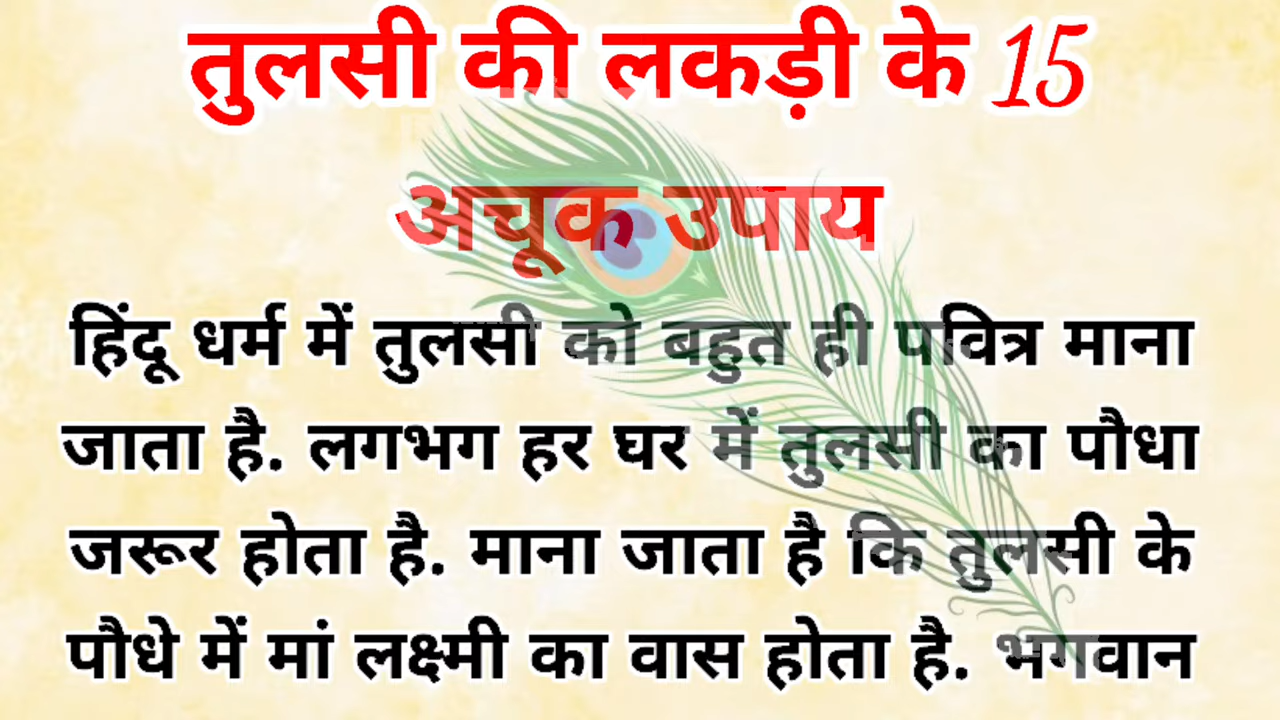 तुलसी की लकड़ी के 15
अचूक उपाय
हिंदू धर्म में तुलसी को बहुत ही पवित्र माना
जाता है. लगभग हर घर में तुलसी का पौधा
जरूर होता है. माना जाता है कि तुलसी के
पौधे में मां लक्ष्मी का वास होता है. भगवान